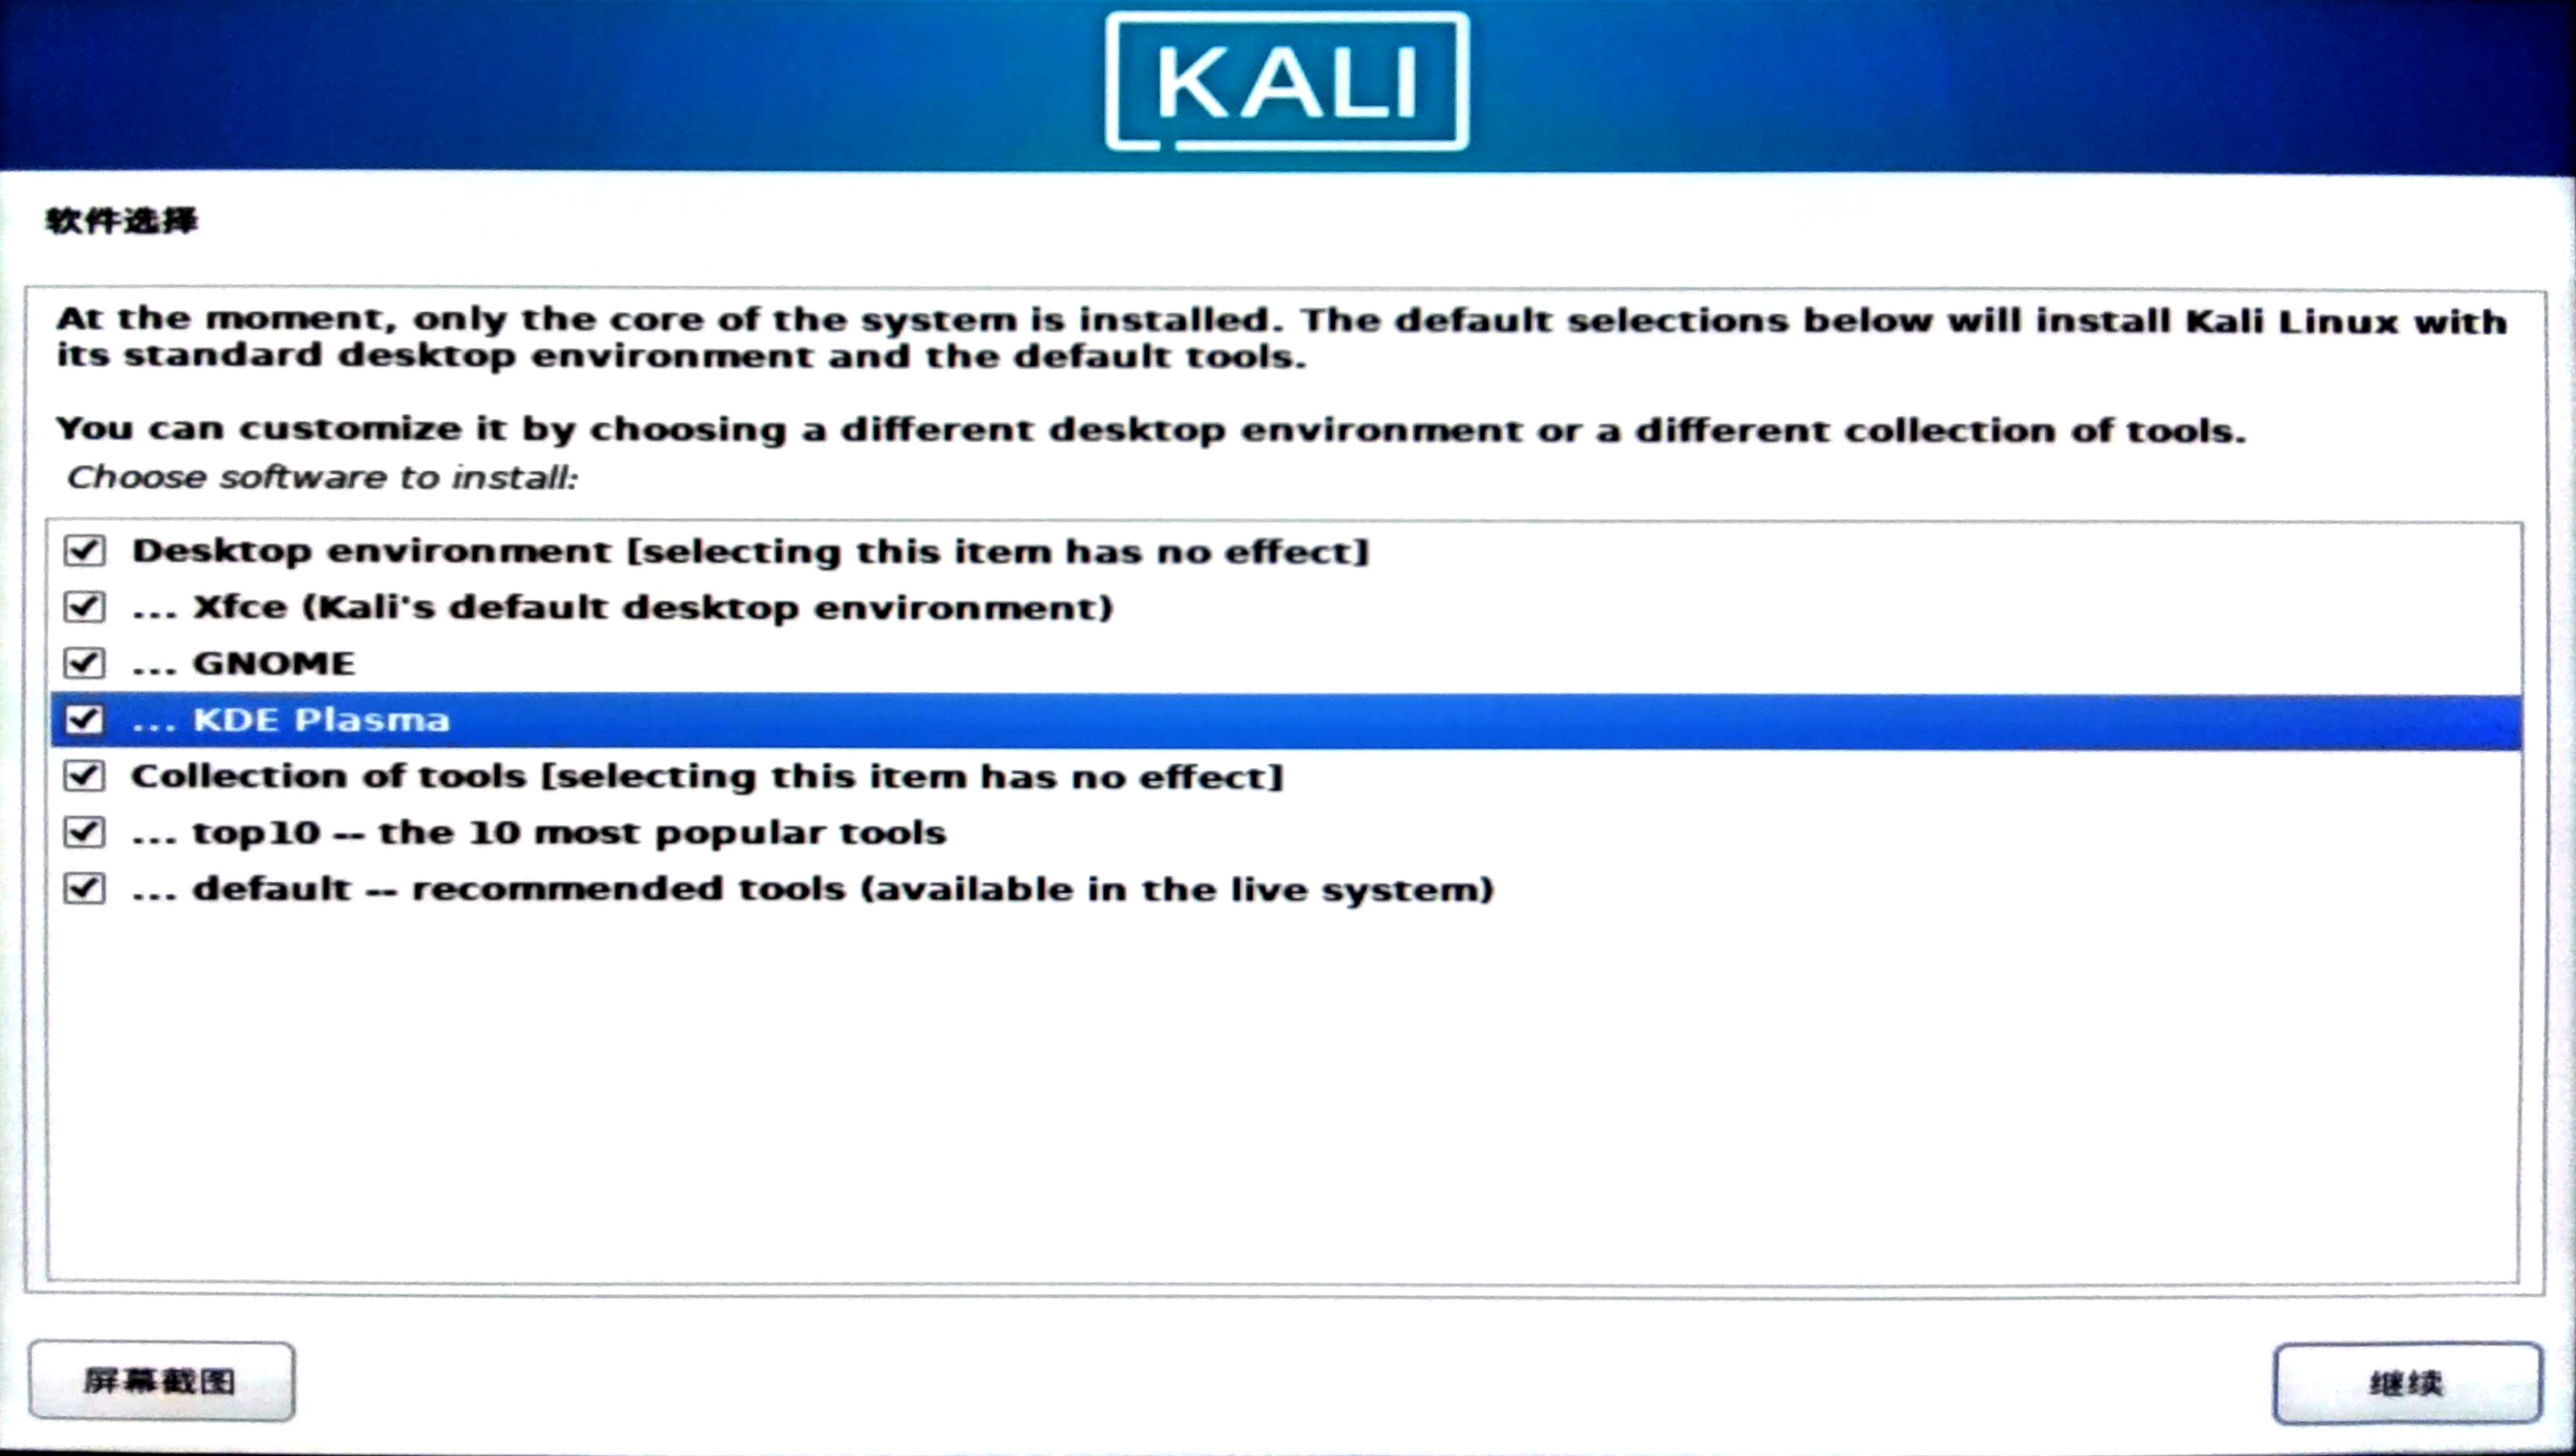 KALI
软件选择
At the moment, only the core of the system is installed. The default selections below will install Kali Linux with
its standard desktop environment and the default tools.
You can customize it by choosing a different desktop environment or a different collection of tools.
Choose software to install:
Desktop environment [selecting this item has no effect]
... Xfce (Kali's default desktop environment)
... GNOME
... KDE Plasma
Collection of tools [selecting this item has no effect]
... top10 -- the 10 most popular tools
... default -- recommended tools (available in the live system)
屏幕截图
继续